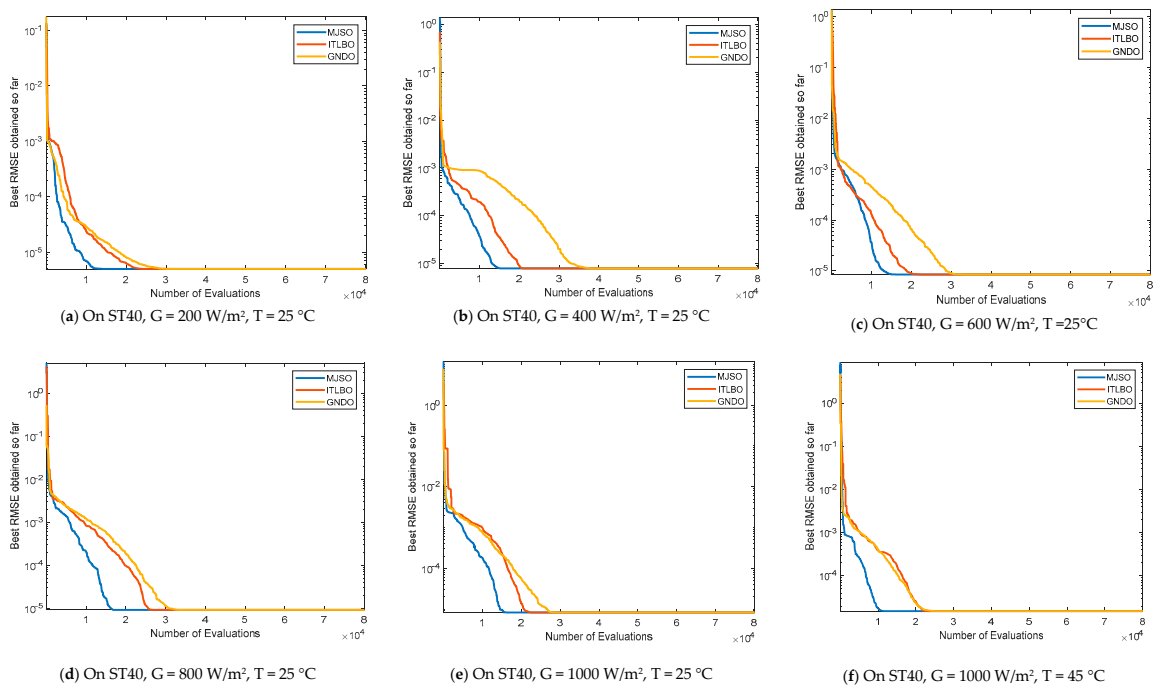 MJSO
ITLBO
GNDO
Best RMSE obtained so far
10⁻¹
10⁻²
10⁻³
10⁻⁴
10⁻⁵
1 2 3 4 5 6 7 8
Number of Evaluations
×10⁴
(a) On ST40, G = 200 W/m², T = 25 °C
MJSO
ITLBO
GNDO
Best RMSE obtained so far
10⁰
10⁻¹
10⁻²
10⁻³
10⁻⁴
10⁻⁵
1 2 3 4 5 6 7 8
Number of Evaluations
×10⁴
(b) On ST40, G = 400 W/m², T = 25 °C
MJSO
ITLBO
GNDO
Best RMSE obtained so far
10⁰
10⁻¹
10⁻²
10⁻³
10⁻⁴
10⁻⁵
1 2 3 4 5 6 7 8
Number of Evaluations
×10⁴
(c) On ST40, G = 600 W/m², T =25°C
MJSO
ITLBO
GNDO
Best RMSE obtained so far
10⁰
10⁻¹
10⁻²
10⁻³
10⁻⁴
10⁻⁵
1 2 3 4 5 6 7 8
Number of Evaluations
×10⁴
(d) On ST40, G = 800 W/m², T = 25 °C
MJSO
ITLBO
GNDO
Best RMSE obtained so far
10⁰
10⁻²
10⁻⁴
1 2 3 4 5 6 7 8
Number of Evaluations
×10⁴
(e) On ST40, G = 1000 W/m², T = 25 °C
MJSO
ITLBO
GNDO
Best RMSE obtained so far
10⁰
10⁻²
10⁻⁴
1 2 3 4 5 6 7 8
Number of Evaluations
×10⁴
(f) On ST40, G = 1000 W/m², T = 45 °C